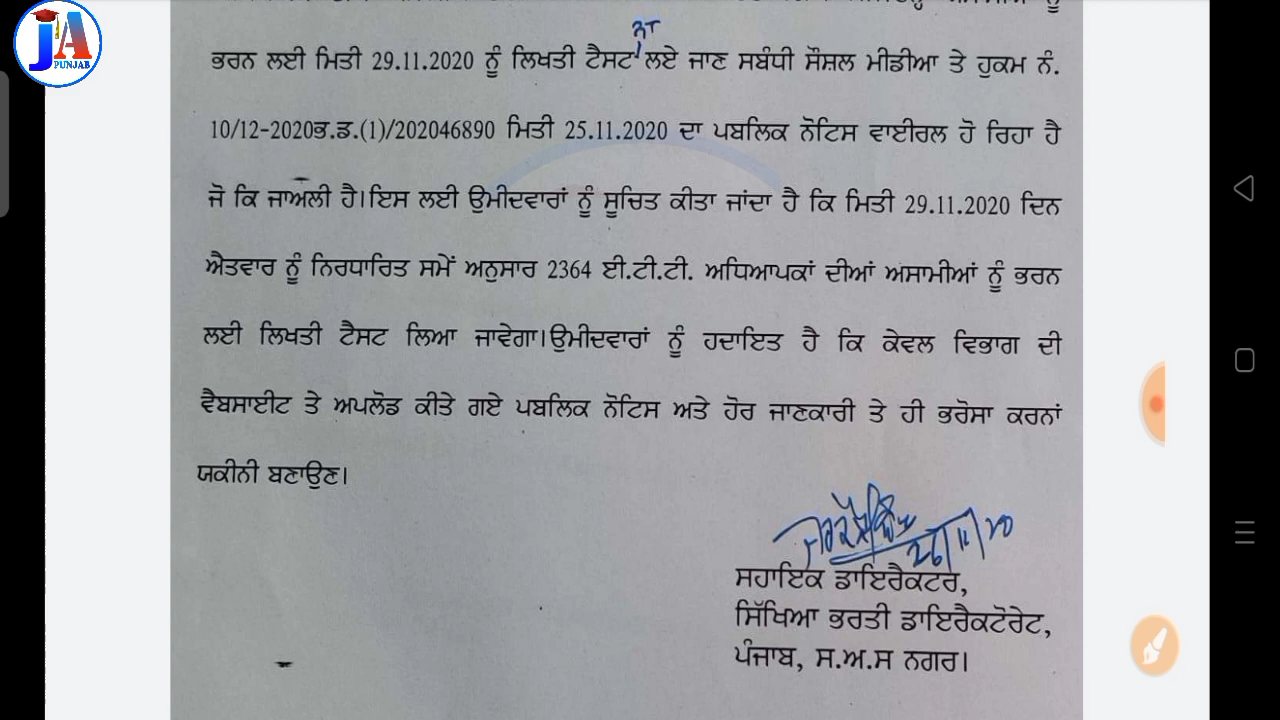 JA
PUNJAB
ਨਾ
ਭਰਨ ਲਈ ਮਿਤੀ 29.11.2020 ਨੂੰ ਲਿਖਤੀ ਟੈਸਟ ਲਏ ਜਾਣ ਸਬੰਧੀ ਸੌਸ਼ਲ ਮੀਡੀਆ ਤੇ ਹੁਕਮ ਨੰ.
10/12-2020ਭ.ਡ.(1)/202046890 ਮਿਤੀ 25.11.2020 ਦਾ ਪਬਲਿਕ ਨੋਟਿਸ ਵਾਈਰਲ ਹੋ ਰਿਹਾ ਹੈ
ਜੋ ਕਿ ਜਾਅਲੀ ਹੈ।ਇਸ ਲਈ ਉਮੀਦਵਾਰਾਂ ਨੂੰ ਸੂਚਿਤ ਕੀਤਾ ਜਾਂਦਾ ਹੈ ਕਿ ਮਿਤੀ 29.11.2020 ਦਿਨ
ਐਤਵਾਰ ਨੂੰ ਨਿਰਧਾਰਿਤ ਸਮੇਂ ਅਨੁਸਾਰ 2364 ਈ.ਟੀ.ਟੀ. ਅਧਿਆਪਕਾਂ ਦੀਆਂ ਅਸਾਮੀਆਂ ਨੂੰ ਭਰਨ
ਲਈ ਲਿਖਤੀ ਟੈਸਟ ਲਿਆ ਜਾਵੇਗਾ।ਉਮੀਦਵਾਰਾਂ ਨੂੰ ਹਦਾਇਤ ਹੈ ਕਿ ਕੇਵਲ ਵਿਭਾਗ ਦੀ
ਵੈਬਸਾਈਟ ਤੇ ਅਪਲੋਡ ਕੀਤੇ ਗਏ ਪਬਲਿਕ ਨੋਟਿਸ ਅਤੇ ਹੋਰ ਜਾਣਕਾਰੀ ਤੇ ਹੀ ਭਰੋਸਾ ਕਰਨਾਂ
ਯਕੀਨੀ ਬਣਾਉਣ।
26/11/20
ਸਹਾਇਕ ਡਾਇਰੈਕਟਰ,
ਸਿੱਖਿਆ ਭਰਤੀ ਡਾਇਰੈਕਟੋਰੇਟ,
ਪੰਜਾਬ, ਸ.ਅ.ਸ ਨਗਰ।